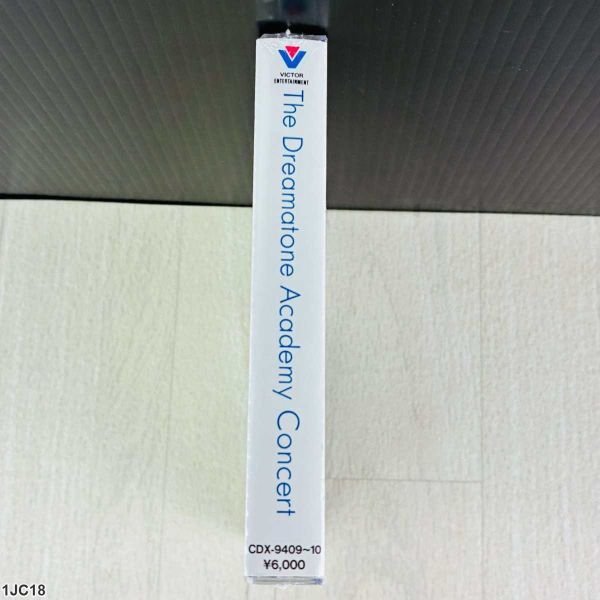 VICTOR
ENTERTAINMENT
The Dreamatone Academy Concert
CDX-9409~10
¥6,000
1JC18